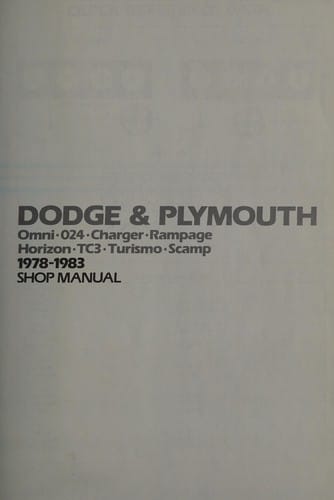 DODGE & PLYMOUTH
Omni·024·Charger·Rampage
Horizon·TC3·Turismo·Scamp
1978-1983
SHOP MANUAL